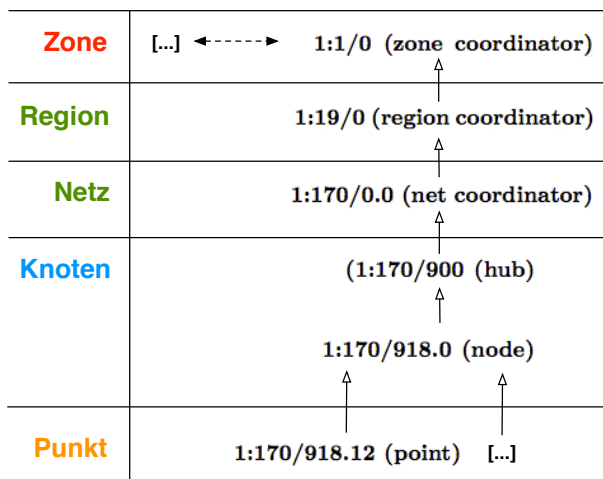 Zone [...] 1:1/0 (zone coordinator)
Region 1:19/0 (region coordinator)
Netz 1:170/0.0 (net coordinator)
Knoten (1:170/900 (hub)
1:170/918.0 (node)
Punkt 1:170/918.12 (point) [...]